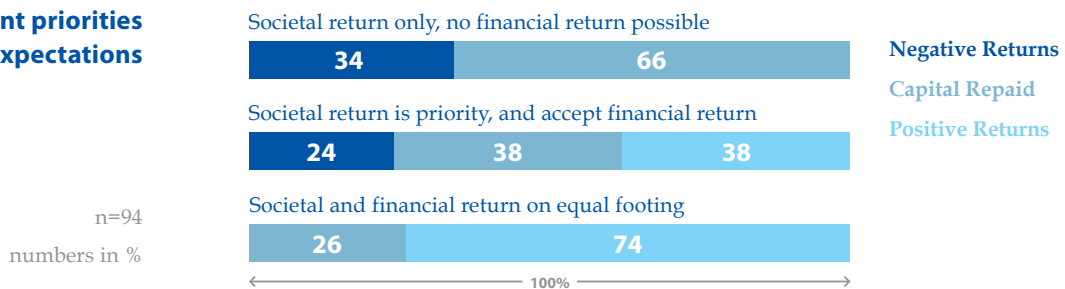 nt priorities
xpectations
n=94
numbers in %
Societal return only, no financial return possible
34 66
Societal return is priority, and accept financial return
24 38 38
Societal and financial return on equal footing
26 74
100%
Negative Returns
Capital Repaid
Positive Returns